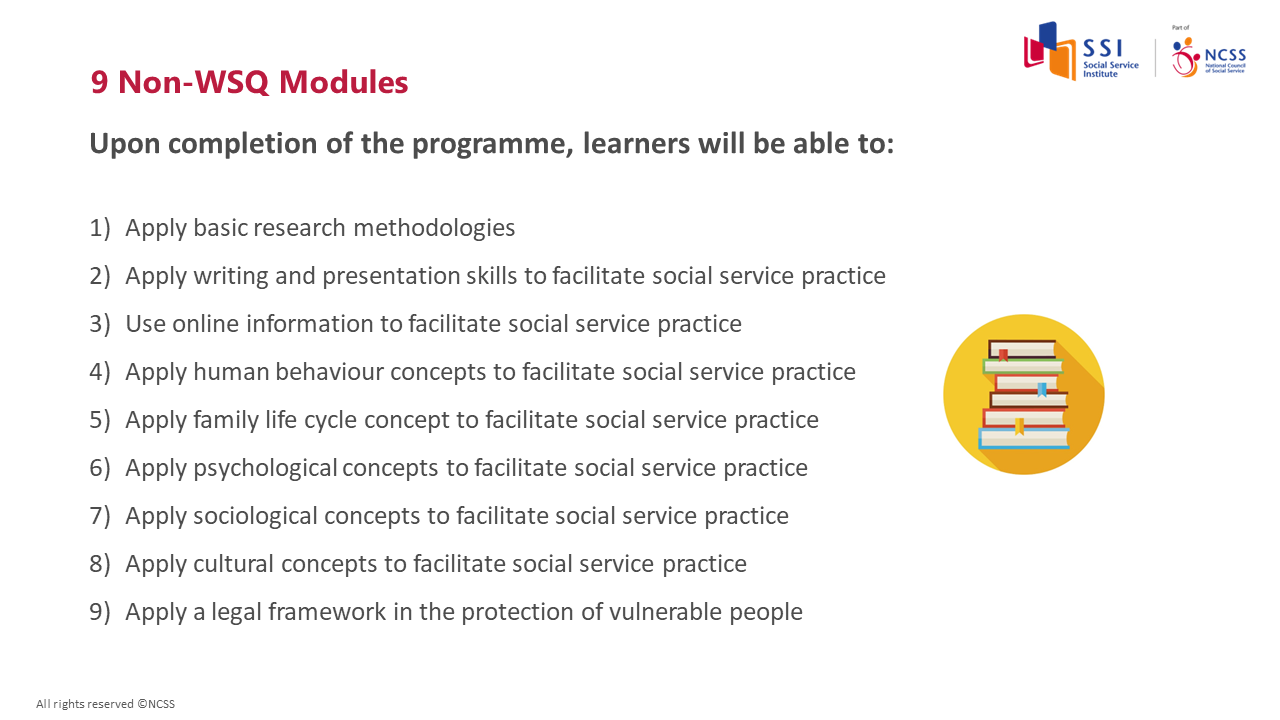 SSI
Social Service
Institute
Part of
NCSS
National Council
of Social Service
9 Non-WSQ Modules
Upon completion of the programme, learners will be able to:
1) Apply basic research methodologies
2) Apply writing and presentation skills to facilitate social service practice
3) Use online information to facilitate social service practice
4) Apply human behaviour concepts to facilitate social service practice
5) Apply family life cycle concept to facilitate social service practice
6) Apply psychological concepts to facilitate social service practice
7) Apply sociological concepts to facilitate social service practice
8) Apply cultural concepts to facilitate social service practice
9) Apply a legal framework in the protection of vulnerable people
All rights reserved ©NCSS